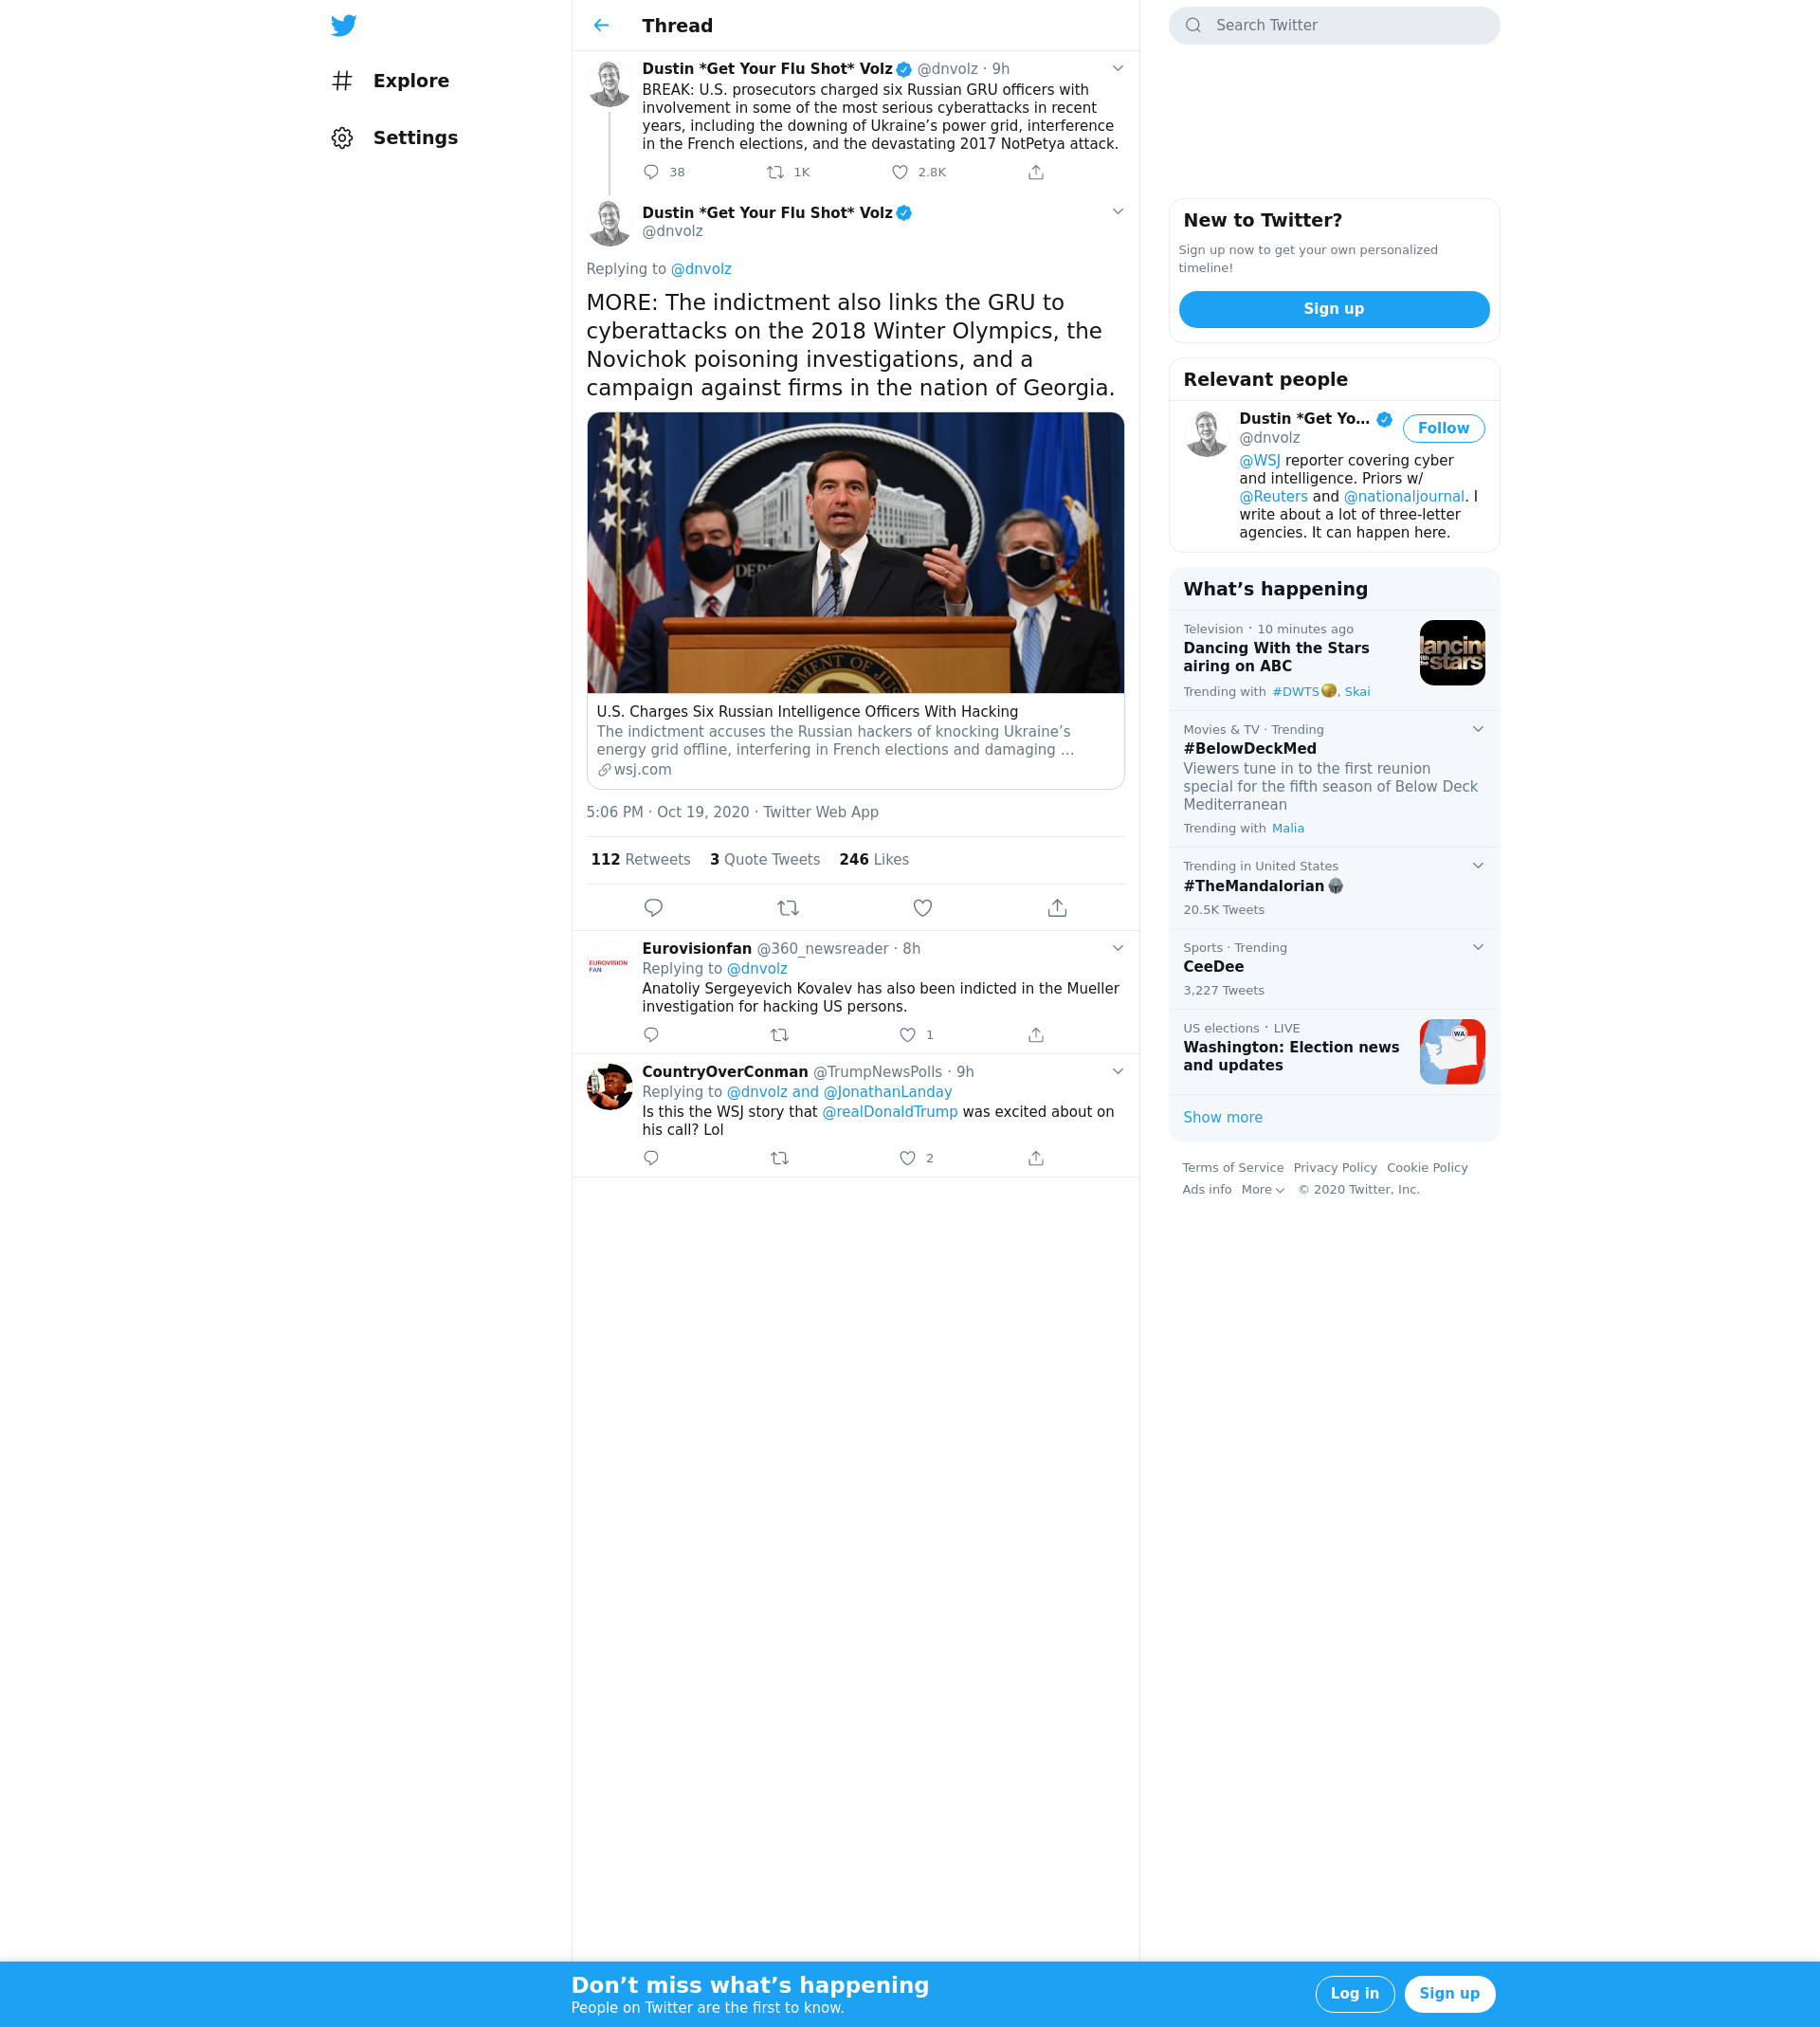 Explore
Settings
Thread
Dustin *Get Your Flu Shot* Volz @dnvolz · 9h
BREAK: U.S. prosecutors charged six Russian GRU officers with
involvement in some of the most serious cyberattacks in recent
years, including the downing of Ukraine’s power grid, interference
in the French elections, and the devastating 2017 NotPetya attack.
38 1K 2.8K
Dustin *Get Your Flu Shot* Volz
@dnvolz
Replying to @dnvolz
MORE: The indictment also links the GRU to
cyberattacks on the 2018 Winter Olympics, the
Novichok poisoning investigations, and a
campaign against firms in the nation of Georgia.
U.S. Charges Six Russian Intelligence Officers With Hacking
The indictment accuses the Russian hackers of knocking Ukraine’s
energy grid offline, interfering in French elections and damaging …
wsj.com
5:06 PM · Oct 19, 2020 · Twitter Web App
112 Retweets 3 Quote Tweets 246 Likes
EUROVISION
FAN
Eurovisionfan @360_newsreader · 8h
Replying to @dnvolz
Anatoliy Sergeyevich Kovalev has also been indicted in the Mueller
investigation for hacking US persons.
1
CountryOverConman @TrumpNewsPolls · 9h
Replying to @dnvolz and @JonathanLanday
Is this the WSJ story that @realDonaldTrump was excited about on
his call? Lol
2
Search Twitter
New to Twitter?
Sign up now to get your own personalized
timeline!
Sign up
Relevant people
Dustin *Get Yo…
Follow
@dnvolz
@WSJ reporter covering cyber
and intelligence. Priors w/
@Reuters and @nationaljournal. I
write about a lot of three-letter
agencies. It can happen here.
What’s happening
Television · 10 minutes ago
Dancing With the Stars
airing on ABC
Trending with #DWTS, Skai
Movies & TV · Trending
#BelowDeckMed
Viewers tune in to the first reunion
special for the fifth season of Below Deck
Mediterranean
Trending with Malia
Trending in United States
#TheMandalorian
20.5K Tweets
Sports · Trending
CeeDee
3,227 Tweets
US elections · LIVE
Washington: Election news
and updates
WA
Show more
Terms of Service Privacy Policy Cookie Policy
Ads info More © 2020 Twitter, Inc.
Don’t miss what’s happening
People on Twitter are the first to know.
Log in
Sign up